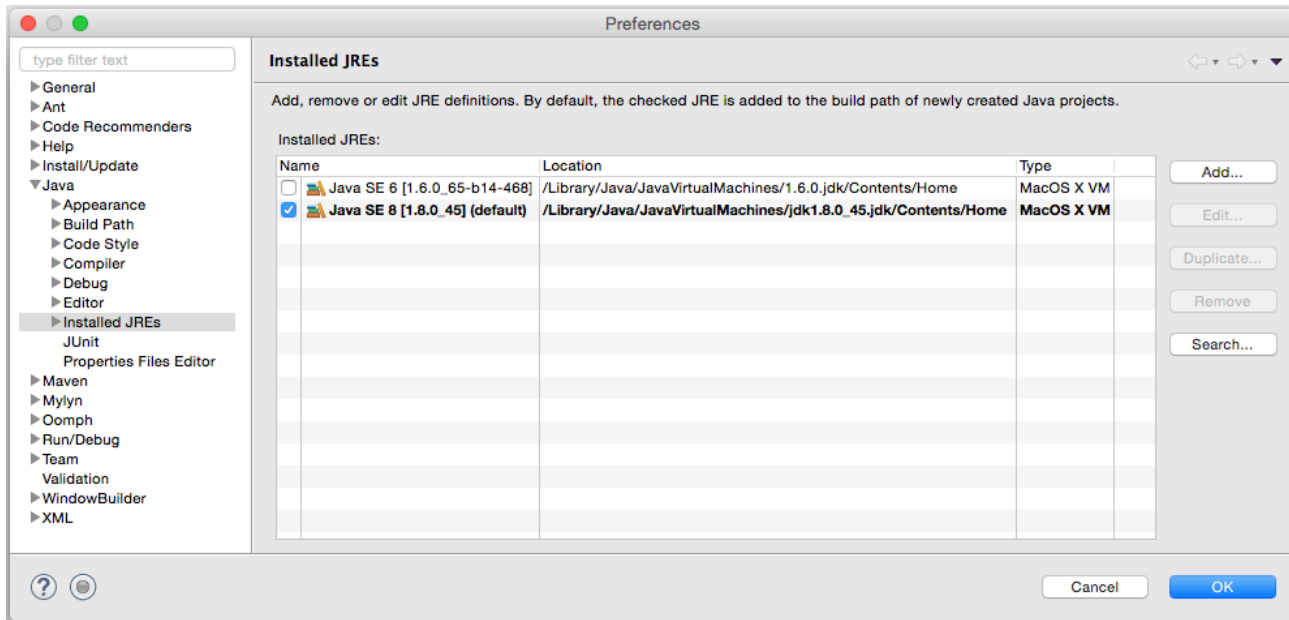 Preferences
type filter text
General
Ant
Code Recommenders
Help
Install/Update
Java
Appearance
Build Path
Code Style
Compiler
Debug
Editor
Installed JREs
JUnit
Properties Files Editor
Maven
Mylyn
Oomph
Run/Debug
Team
Validation
WindowBuilder
XML
Installed JREs
Add, remove or edit JRE definitions. By default, the checked JRE is added to the build path of newly created Java projects.
Installed JREs:
Name Location Type
Java SE 6 [1.6.0_65-b14-468] /Library/Java/JavaVirtualMachines/1.6.0.jdk/Contents/Home MacOS X VM
Java SE 8 [1.8.0_45] (default) /Library/Java/JavaVirtualMachines/jdk1.8.0_45.jdk/Contents/Home MacOS X VM
Add...
Edit...
Duplicate...
Remove
Search...
?
Cancel OK